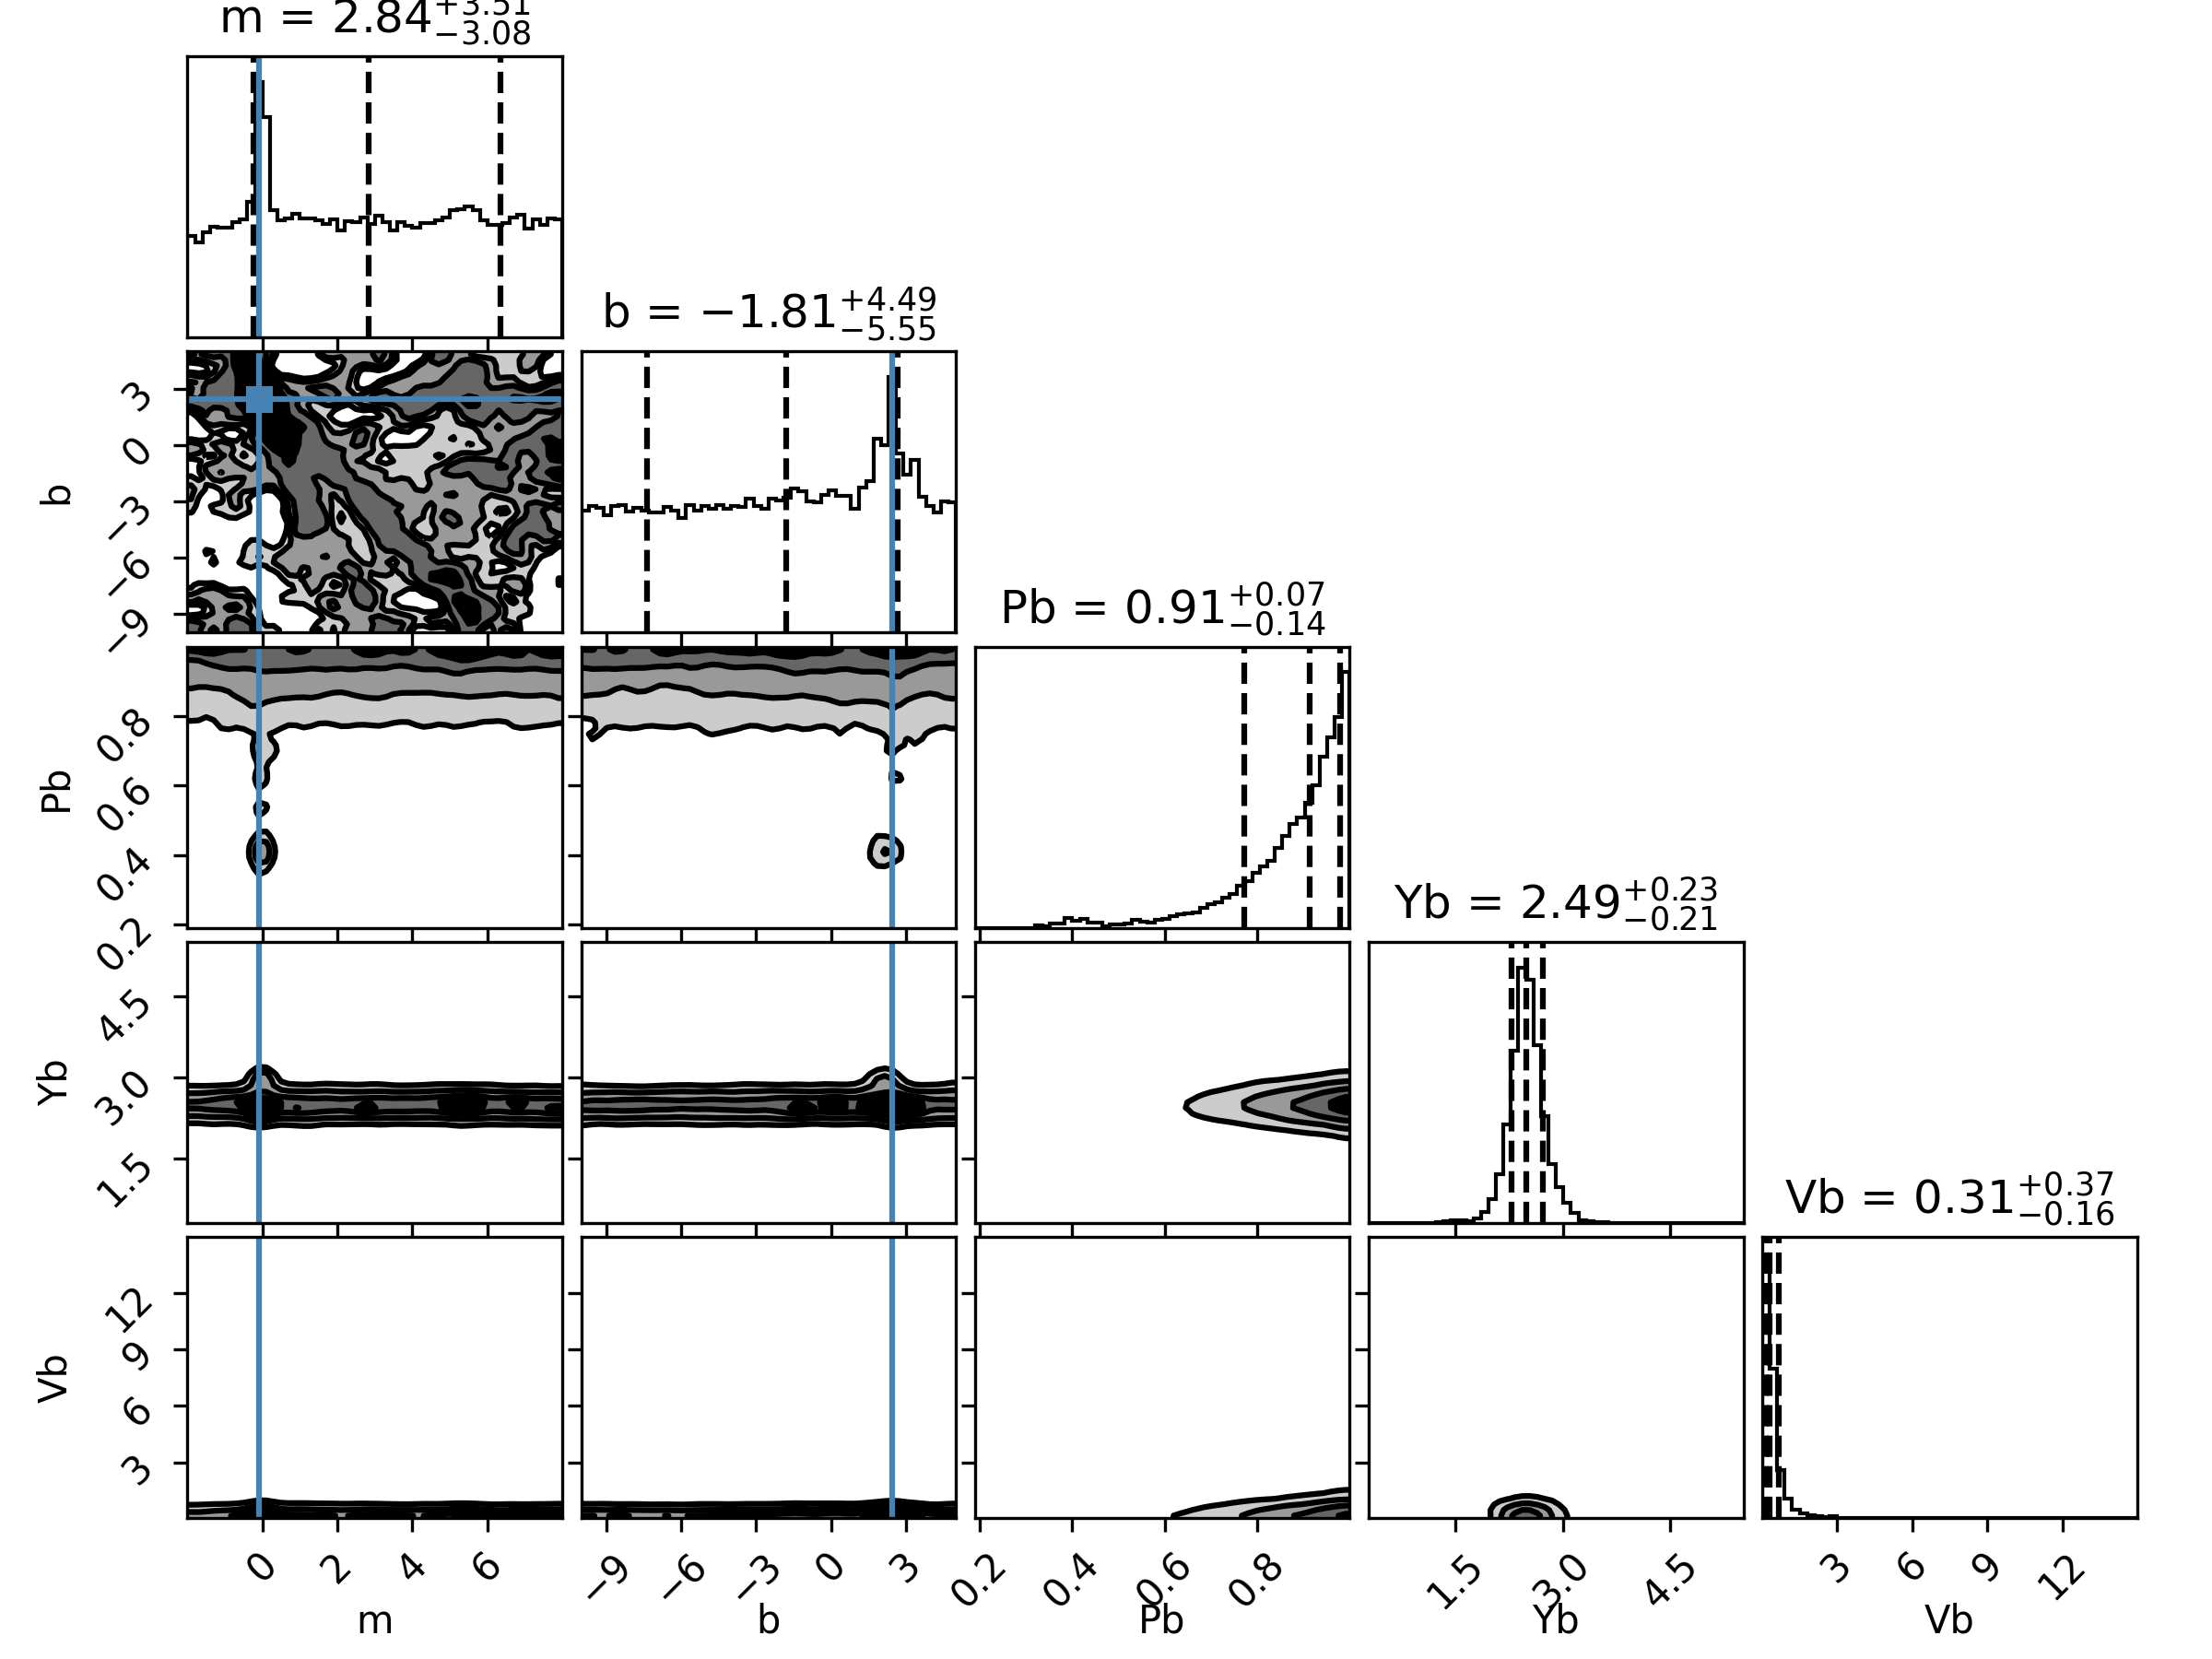 m = 2.84 +3.51 −3.08
b = −1.81 +4.49 −5.55
3
0
−3
−6
−9
b
Pb = 0.91 +0.07 −0.14
0.8
0.6
0.4
0.2
Pb
Yb = 2.49 +0.23 −0.21
4.5
3.0
1.5
Yb
Vb = 0.31 +0.37 −0.16
12
9
6
3
Vb
0 2 4 6 −9 −6 −3 0 3 0.2 0.4 0.6 0.8 1.5 3.0 4.5 3 6 9 12
m b Pb Yb Vb